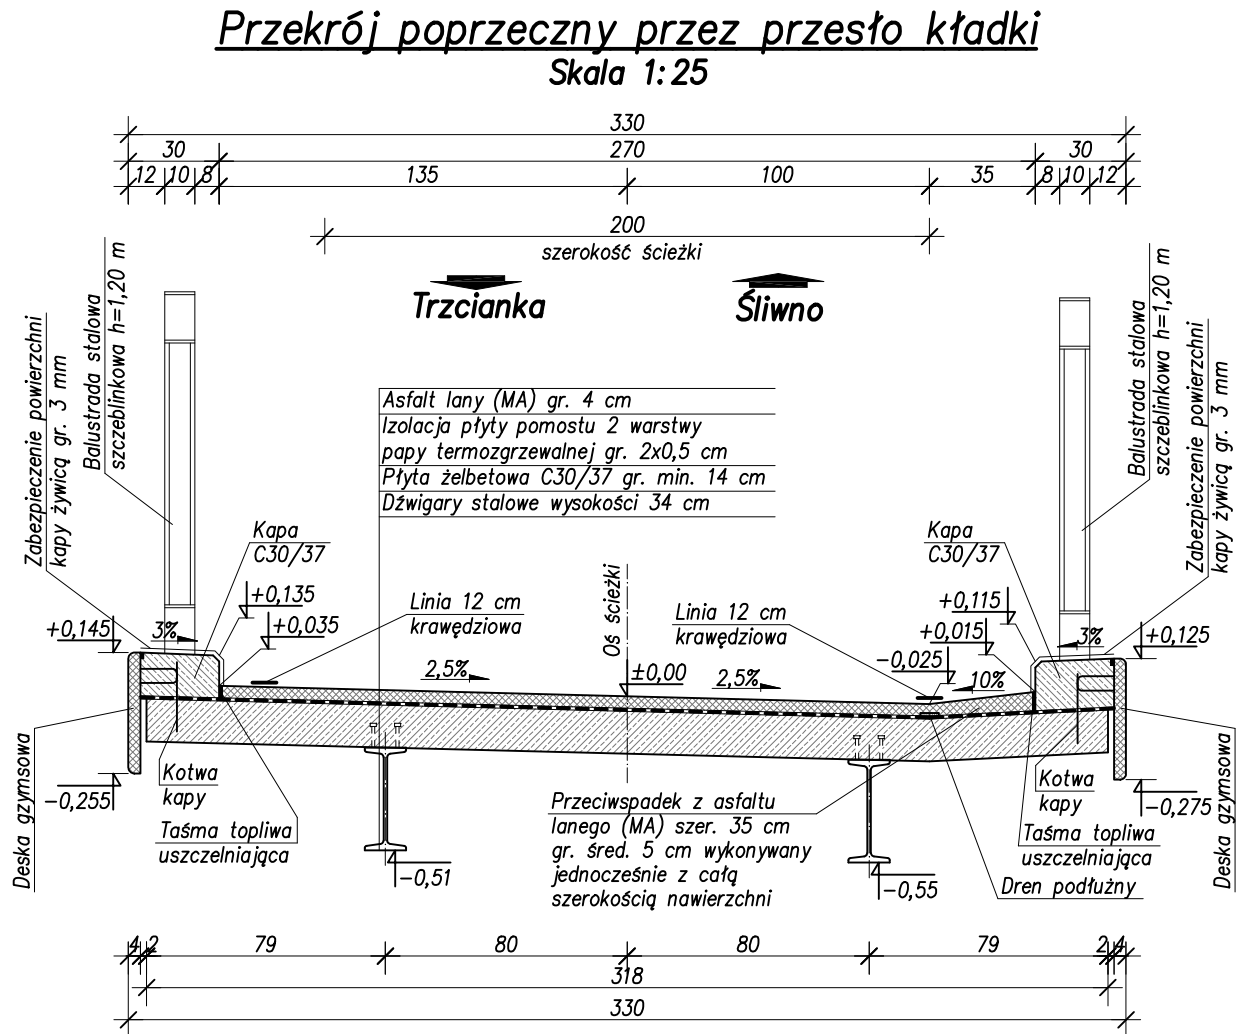 Przekrój poprzeczny przez przesło kładki
Skala 1:25
330
30 270 30
12 10 8 135 100 35 8 10 12
200
szerokość ścieżki
Trzcianka
Śliwno
Balustrada stalowa
szczeblinkowa h=1,20 m
Zabezpieczenie powierzchni
kapy żywicą gr. 3 mm
Balustrada stalowa
szczeblinkowa h=1,20 m
Zabezpieczenie powierzchni
kapy żywicą gr. 3 mm
Asfalt lany (MA) gr. 4 cm
Izolacja płyty pomostu 2 warstwy
papy termozgrzewalnej gr. 2x0,5 cm
Płyta żelbetowa C30/37 gr. min. 14 cm
Dźwigary stalowe wysokości 34 cm
Kapa
C30/37
Kapa
C30/37
+0,135
+0,035
+0,145
3%
Linia 12 cm
krawędziowa
Oś ścieżki
Linia 12 cm
krawędziowa
+0,115
+0,015
-0,025
3%
+0,125
2,5%
±0,00
2,5%
10%
Deska gzymsowa
-0,255
Kotwa
kapy
Taśma topliwa
uszczelniająca
-0,51
Przeciwspadek z asfaltu
lanego (MA) szer. 35 cm
gr. śred. 5 cm wykonywany
jednocześnie z całą
szerokością nawierzchni
-0,55
Kotwa
kapy
Taśma topliwa
uszczelniająca
Dren podłużny
-0,275
Deska gzymsowa
4 2 79 80 80 79 2 4
318
330